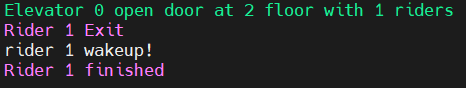 Elevator 0 open door at 2 floor with 1 riders
Rider 1 Exit
rider 1 wakeup!
Rider 1 finished